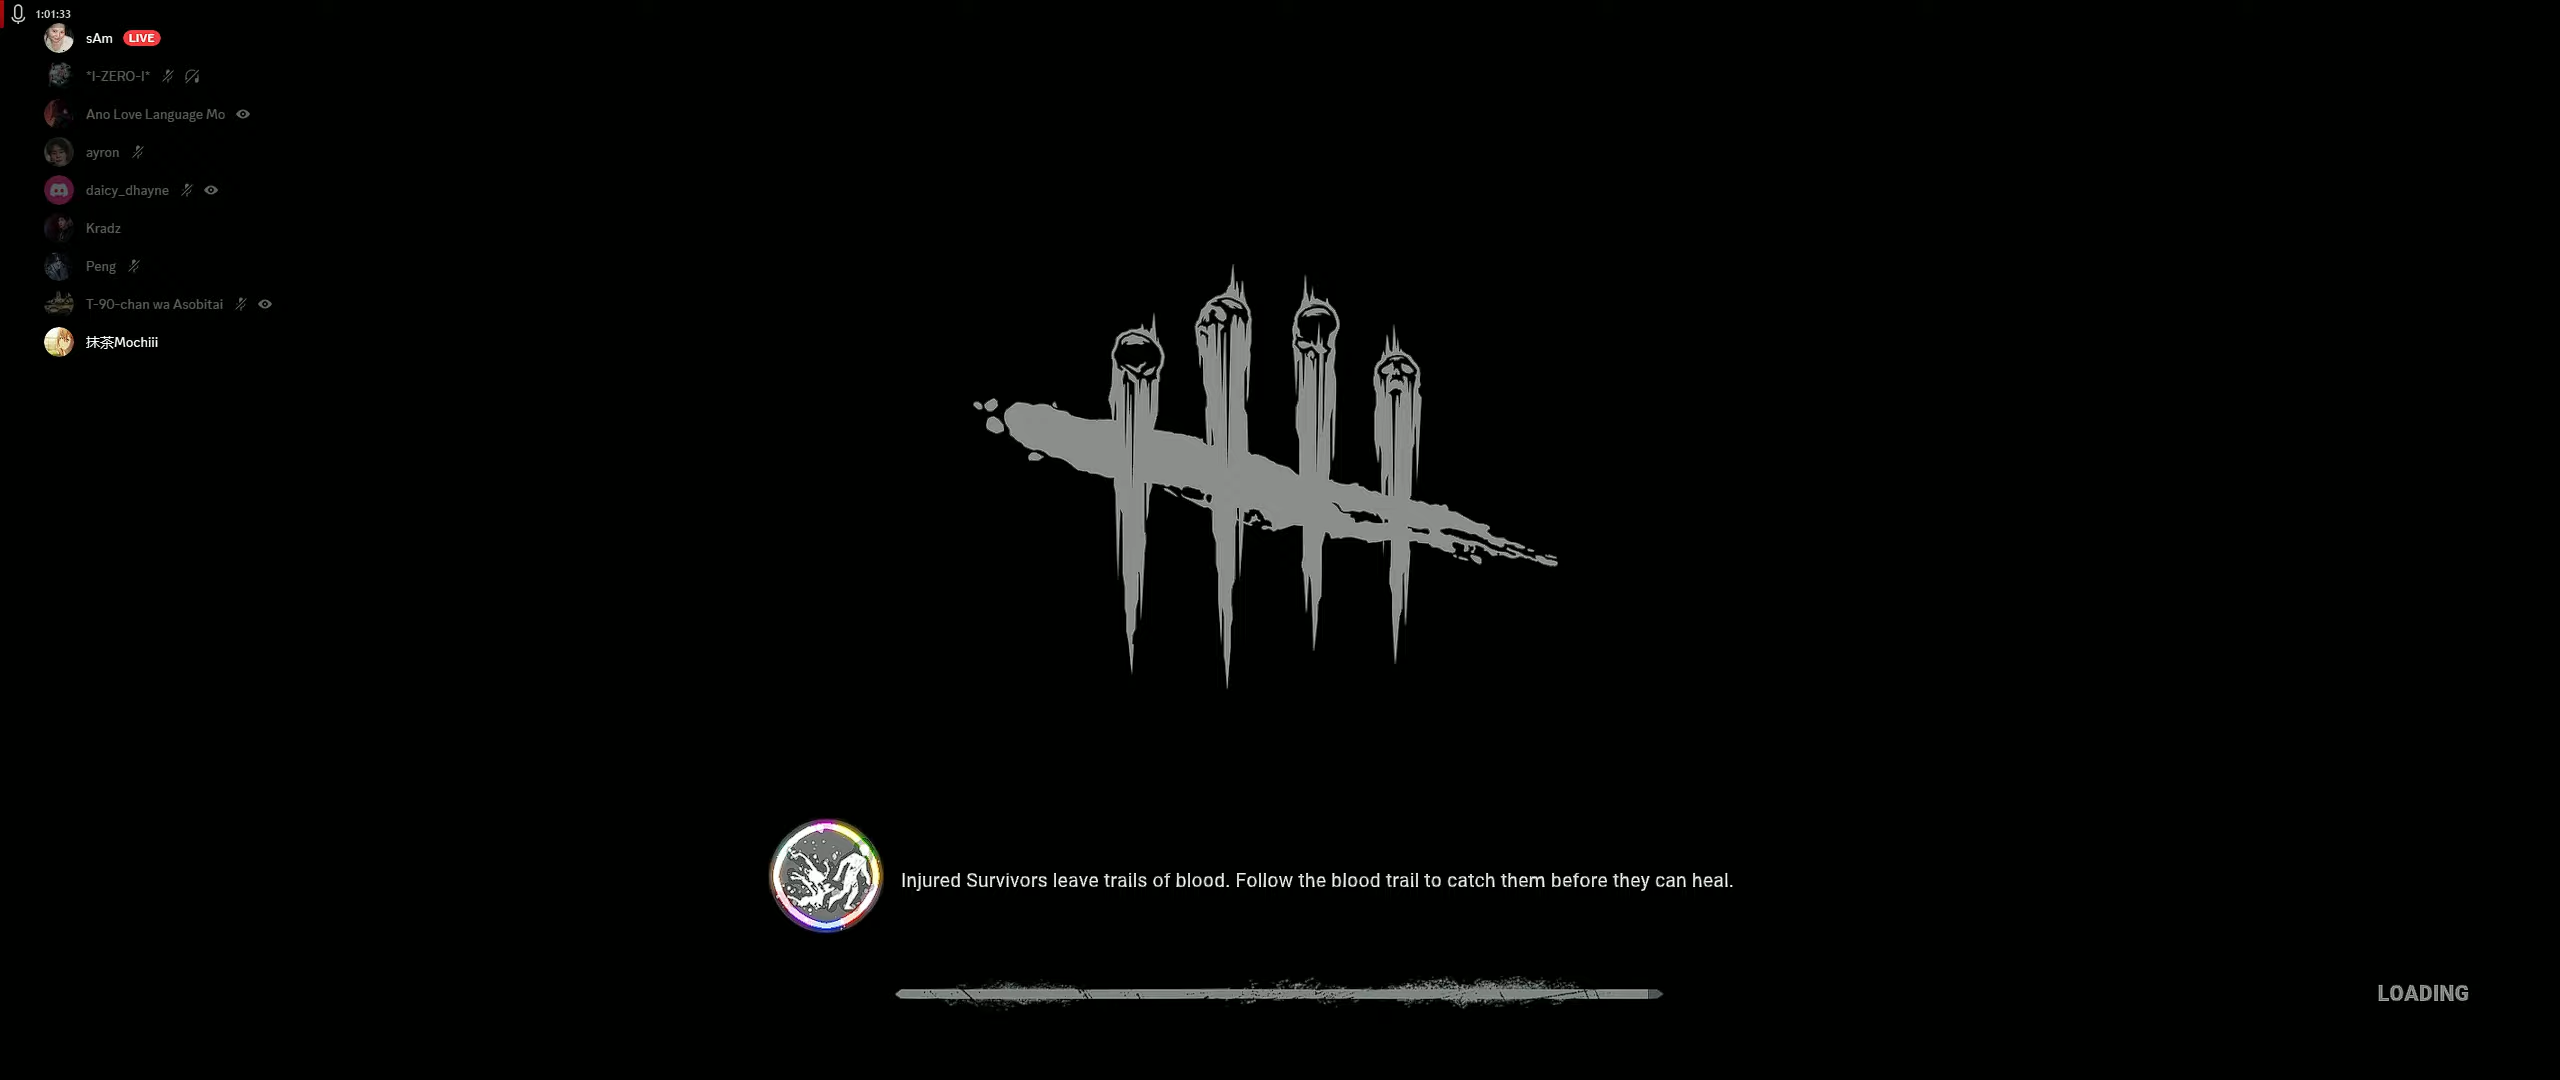 1:01:33
sAm LIVE
*I-ZERO-I*
Ano Love Language Mo
ayron
daicy_dhayne
Kradz
Peng
T-90-chan wa Asobitai
抹茶Mochiii
Injured Survivors leave trails of blood. Follow the blood trail to catch them before they can heal.
LOADING